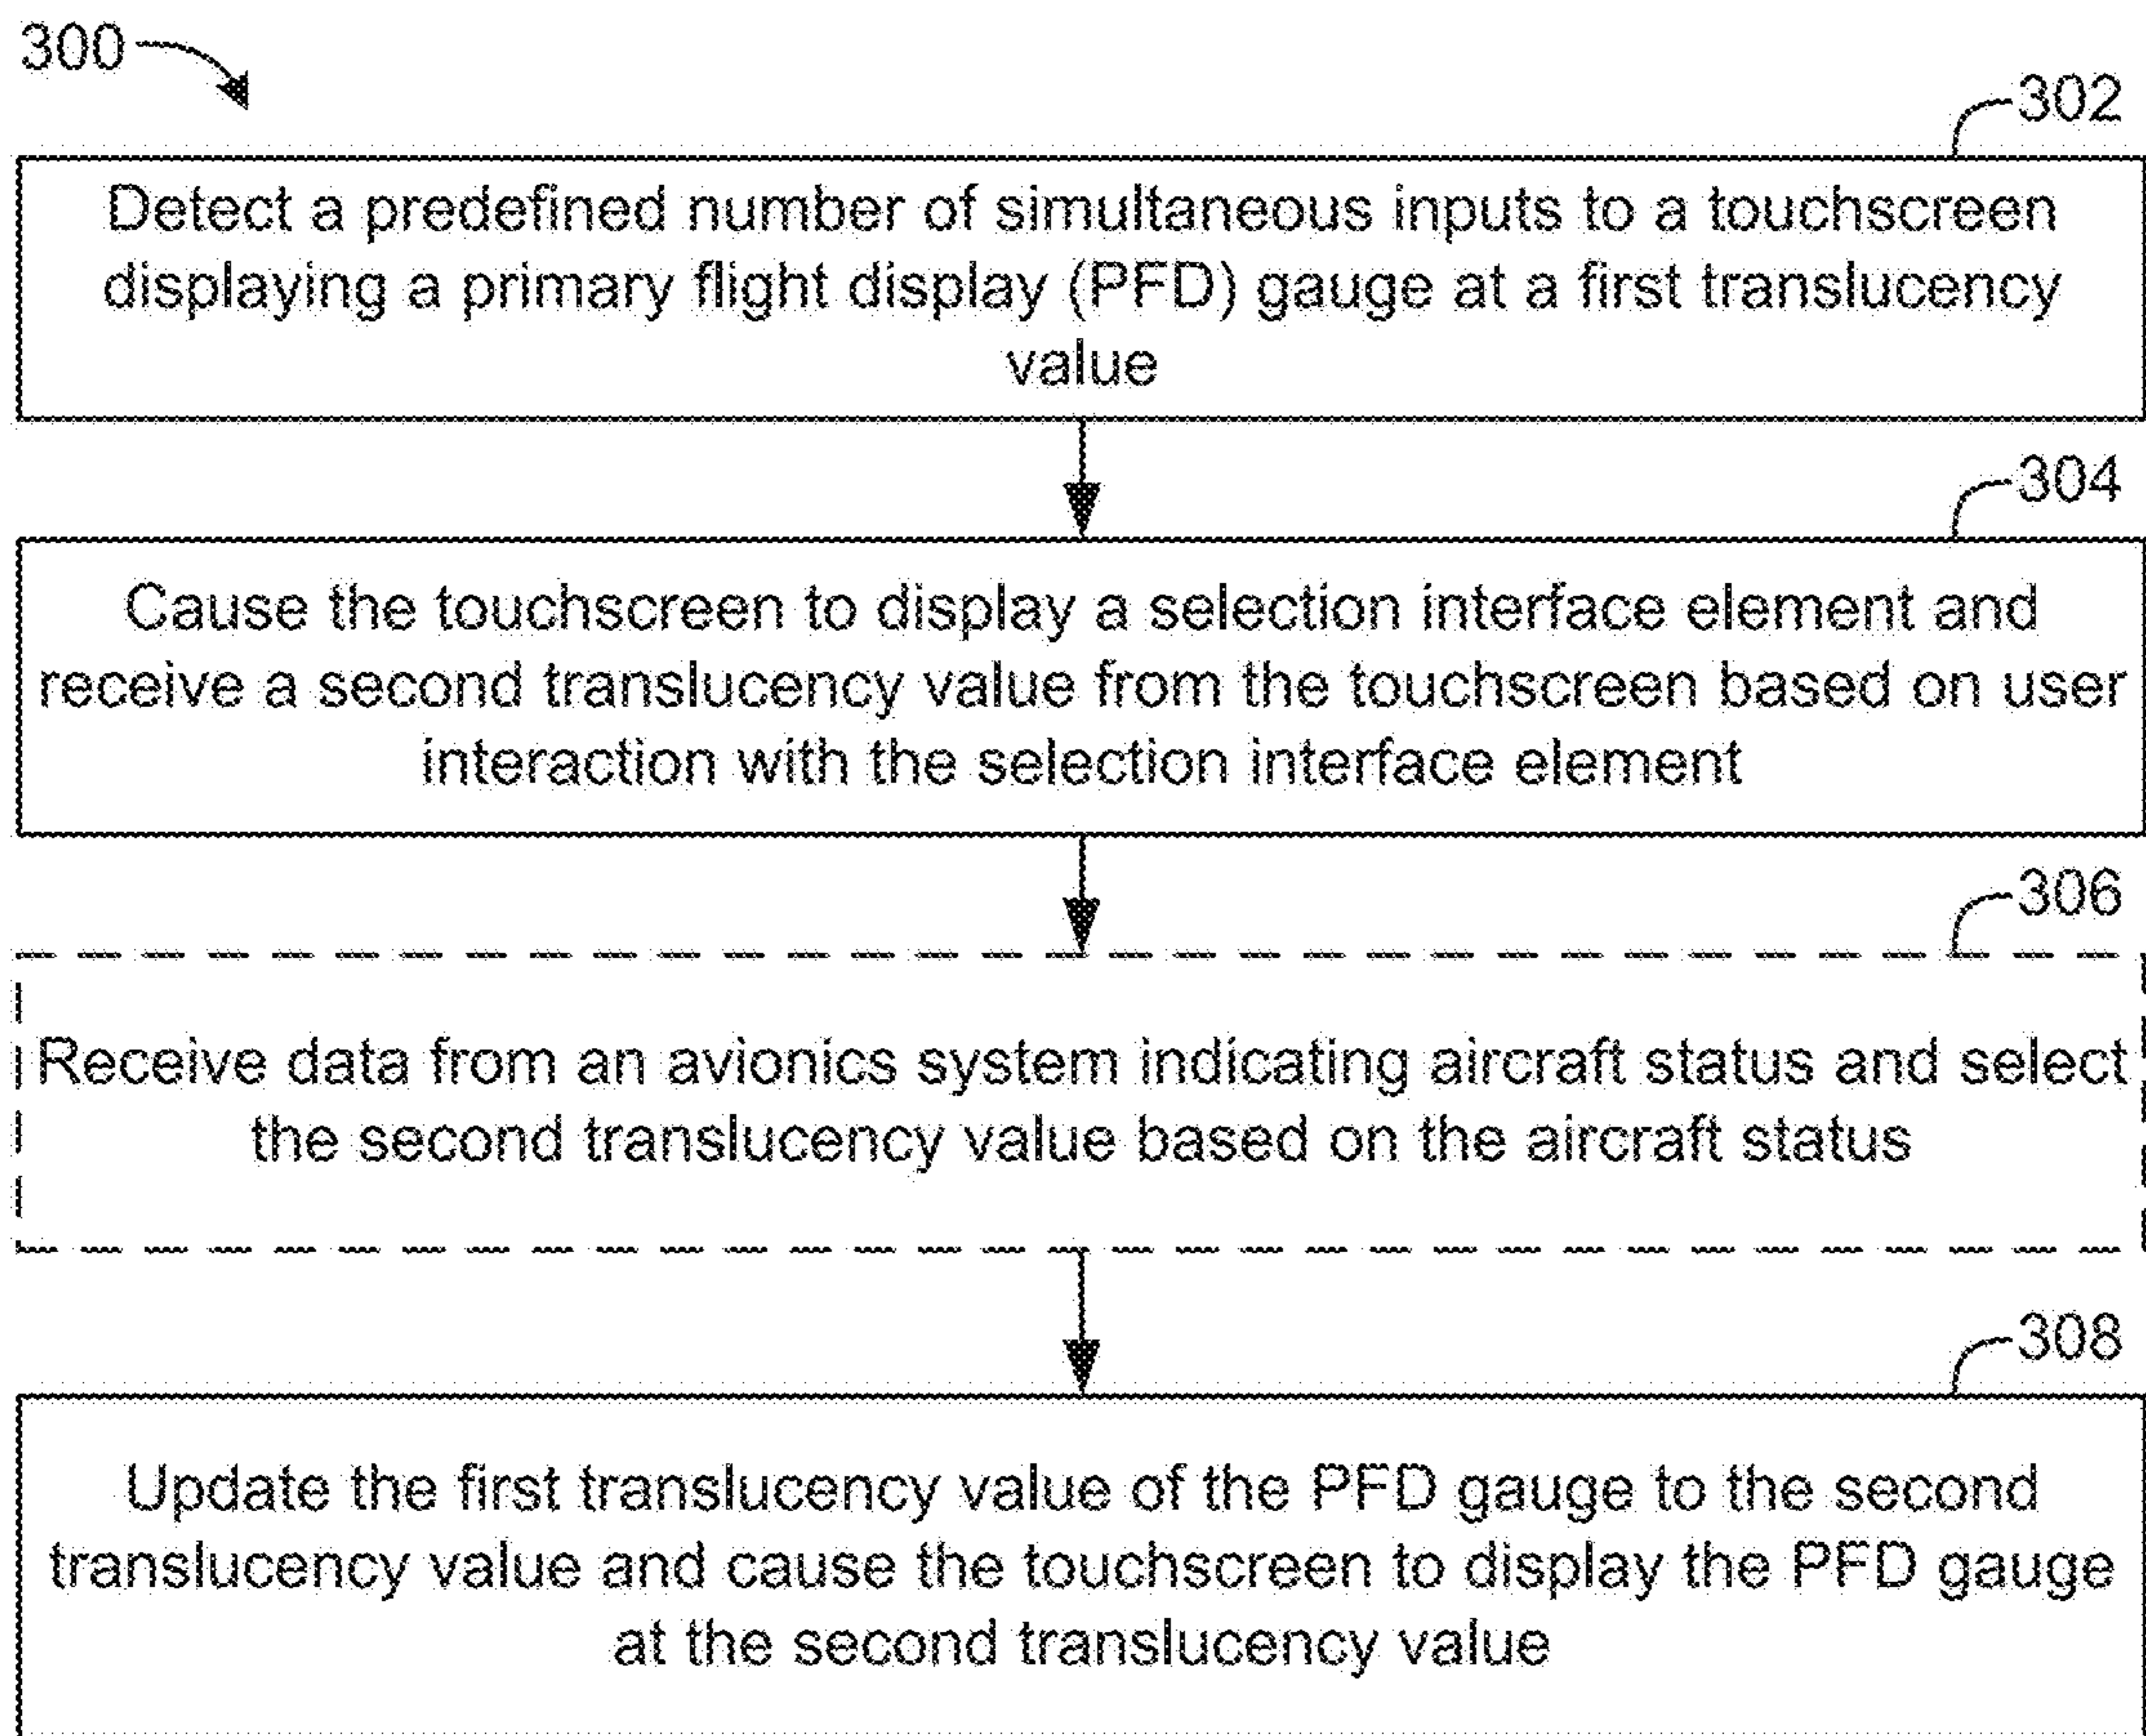 300
302
Detect a predefined number of simultaneous inputs to a touchscreen
displaying a primary flight display (PFD) gauge at a first translucency
value
304
Cause the touchscreen to display a selection interface element and
receive a second translucency value from the touchscreen based on user
interaction with the selection interface element
306
Receive data from an avionics system indicating aircraft status and select
the second translucency value based on the aircraft status
308
Update the first translucency value of the PFD gauge to the second
translucency value and cause the touchscreen to display the PFD gauge
at the second translucency value